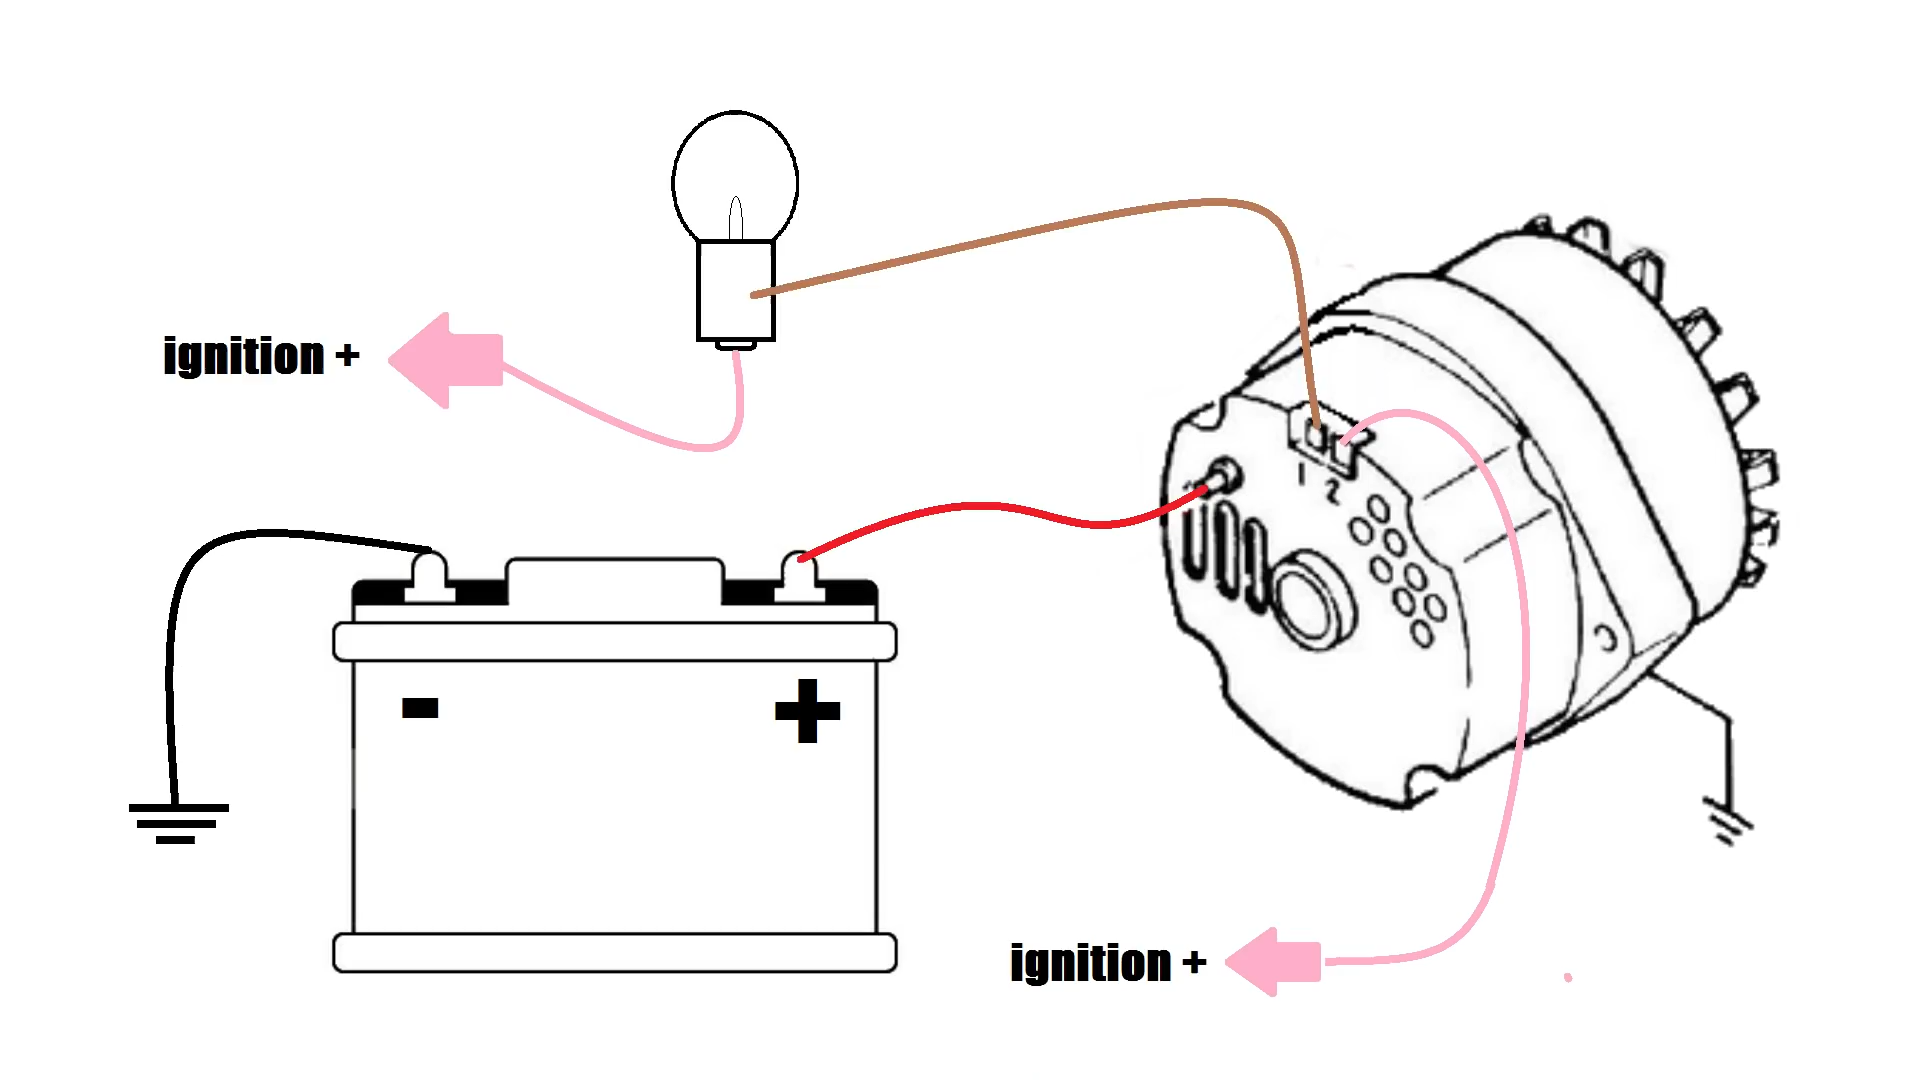 ignition +
1
2
- +
ignition +